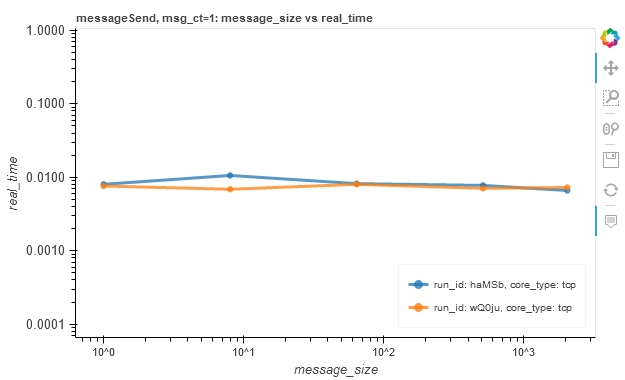 messageSend, msg_ct=1: message_size vs real_time
1.0000
0.1000
0.0100
0.0010
0.0001
real_time
10^0
10^1
10^2
10^3
message_size
run_id: haMSb, core_type: tcp
run_id: wQ0ju, core_type: tcp